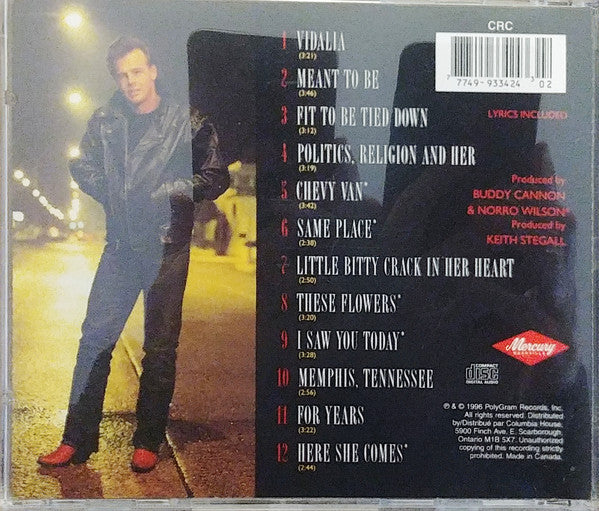 CRC
7 7749-933424 02
3
1 VIDALIA
(3:21)
2 MEANT TO BE
(3:46)
3 FIT TO BE TIED DOWN
(3:12)
4 POLITICS, RELIGION AND HER
(3:19)
5 CHEVY VAN*
(3:42)
6 SAME PLACE*
(2:38)
7 LITTLE BITTY CRACK IN HER HEART
(2:50)
8 THESE FLOWERS*
(3:20)
9 I SAW YOU TODAY*
(3:28)
10 MEMPHIS, TENNESSEE
(2:56)
11 FOR YEARS
(3:22)
12 HERE SHE COMES*
(2:44)
LYRICS INCLUDED
Produced by
BUDDY CANNON
& NORRO WILSON*
Produced by
KEITH STEGALL
Mercury
NASHVILLE
COMPACT
disc
DIGITAL AUDIO
℗ & © 1996 PolyGram Records, Inc.
All rights reserved. Distributed
by/Distribué par Columbia House,
5900 Finch Ave. E. Scarborough,
Ontario M1B 5X7. Unauthorized
copying of this recording strictly
prohibited. Made in Canada.